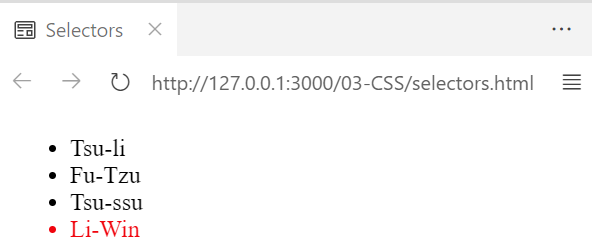 Selectors
http://127.0.0.1:3000/03-CSS/selectors.html
Tsu-li
Fu-Tzu
Tsu-ssu
Li-Win